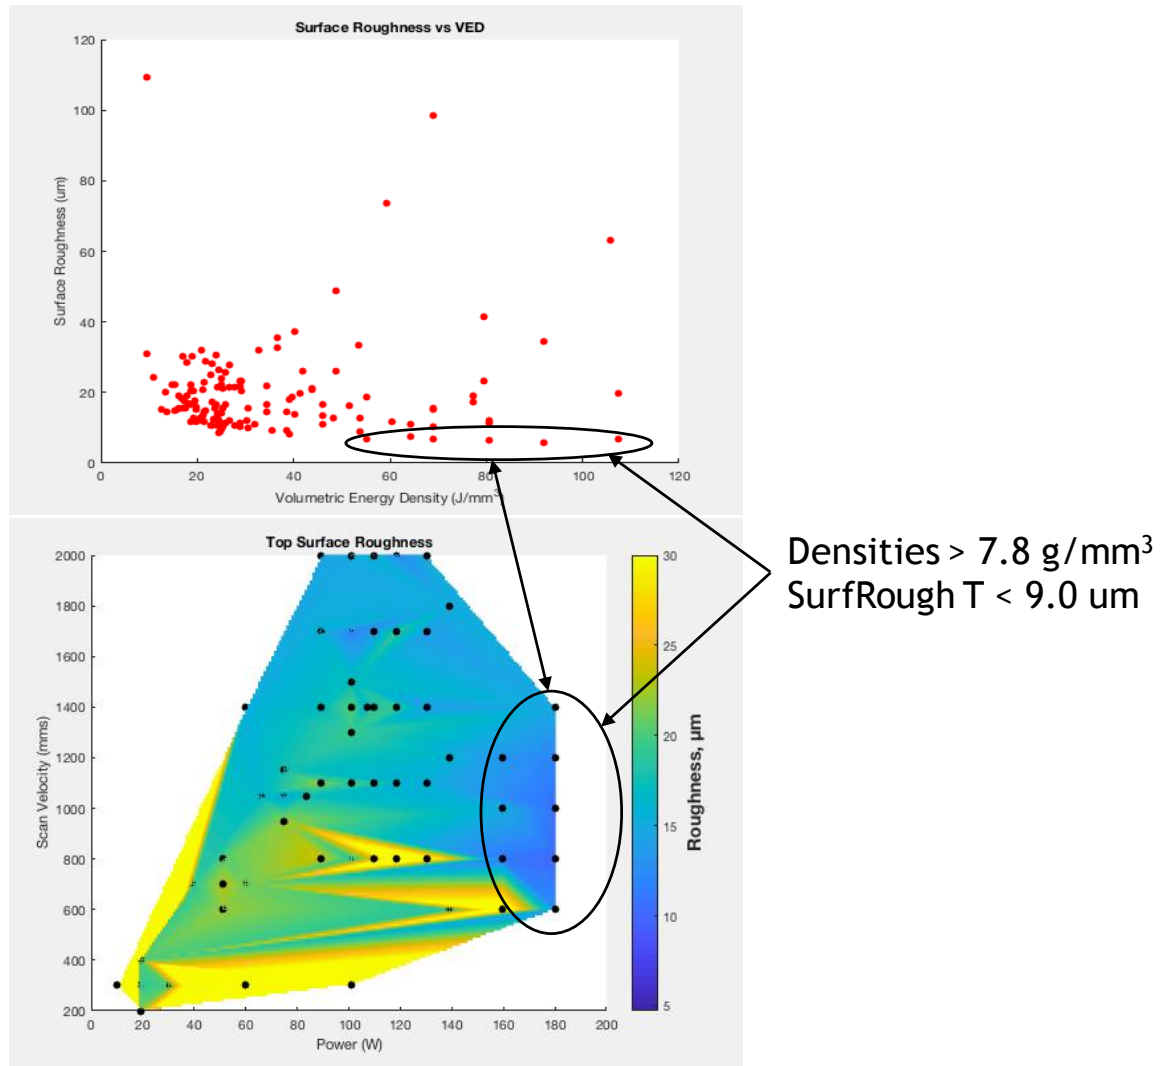 Surface Roughness vs VED
120
100
80
60
40
20
0
Surface Roughness (um)
0 20 40 60 80 100 120
Volumetric Energy Density (J/mm³)
Top Surface Roughness
2000
1800
1600
1400
1200
1000
800
600
400
200
Scan Velocity (mms)
0 20 40 60 80 100 120 140 160 180 200
Power (W)
30
25
20
15
10
5
Roughness, µm
Densities > 7.8 g/mm³
SurfRough T < 9.0 um